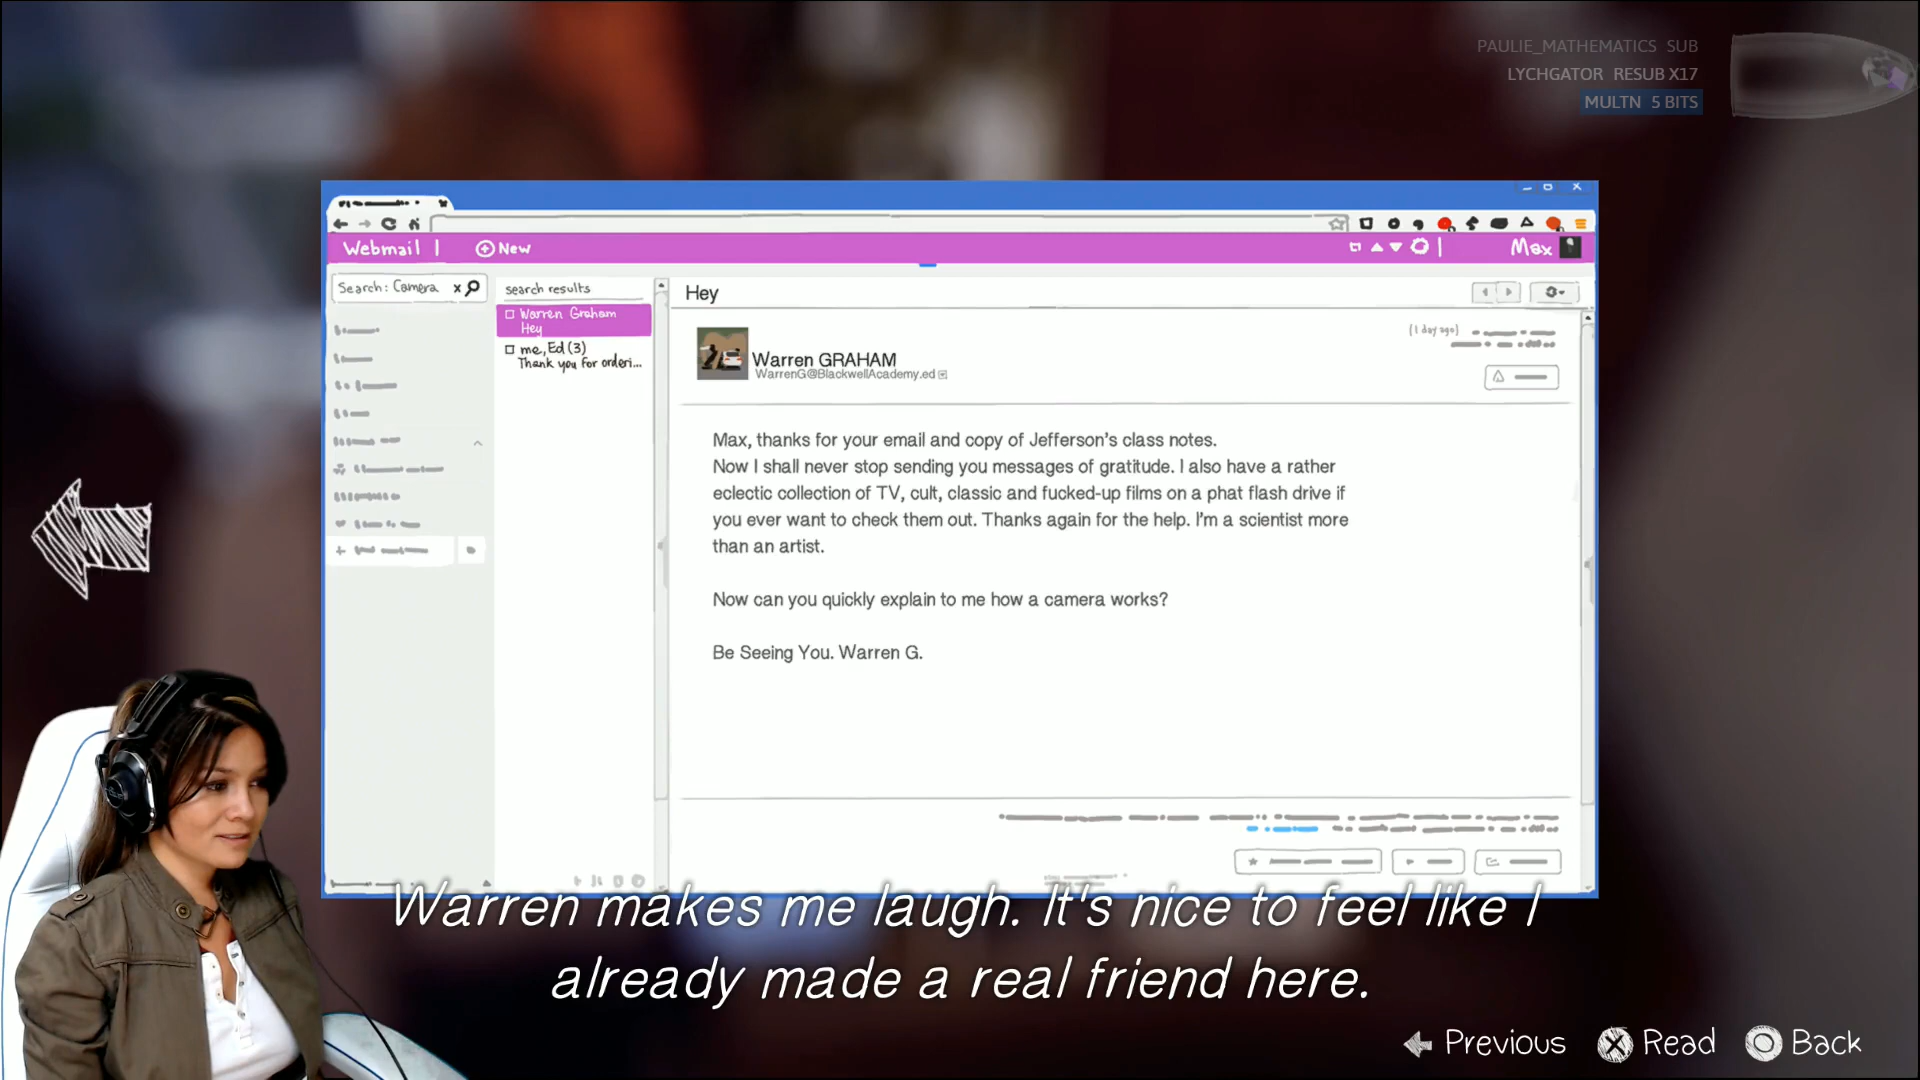 PAULIE_MATHEMATICS SUB
LYCHGATOR RESUB X17
MULTN 5 BITS
Webmail | + New
Max
Search: Camera x
search results
Warren Graham
Hey
me, Ed (3)
Thank you for orderi...
Hey
(1 day ago)
Warren GRAHAM
WarrenG@BlackwellAcademy.ed
Max, thanks for your email and copy of Jefferson's class notes.
Now I shall never stop sending you messages of gratitude. I also have a rather
eclectic collection of TV, cult, classic and fucked-up films on a phat flash drive if
you ever want to check them out. Thanks again for the help. I'm a scientist more
than an artist.
Now can you quickly explain to me how a camera works?
Be Seeing You. Warren G.
Warren makes me laugh. It's nice to feel like I
already made a real friend here.
Previous
Read
Back